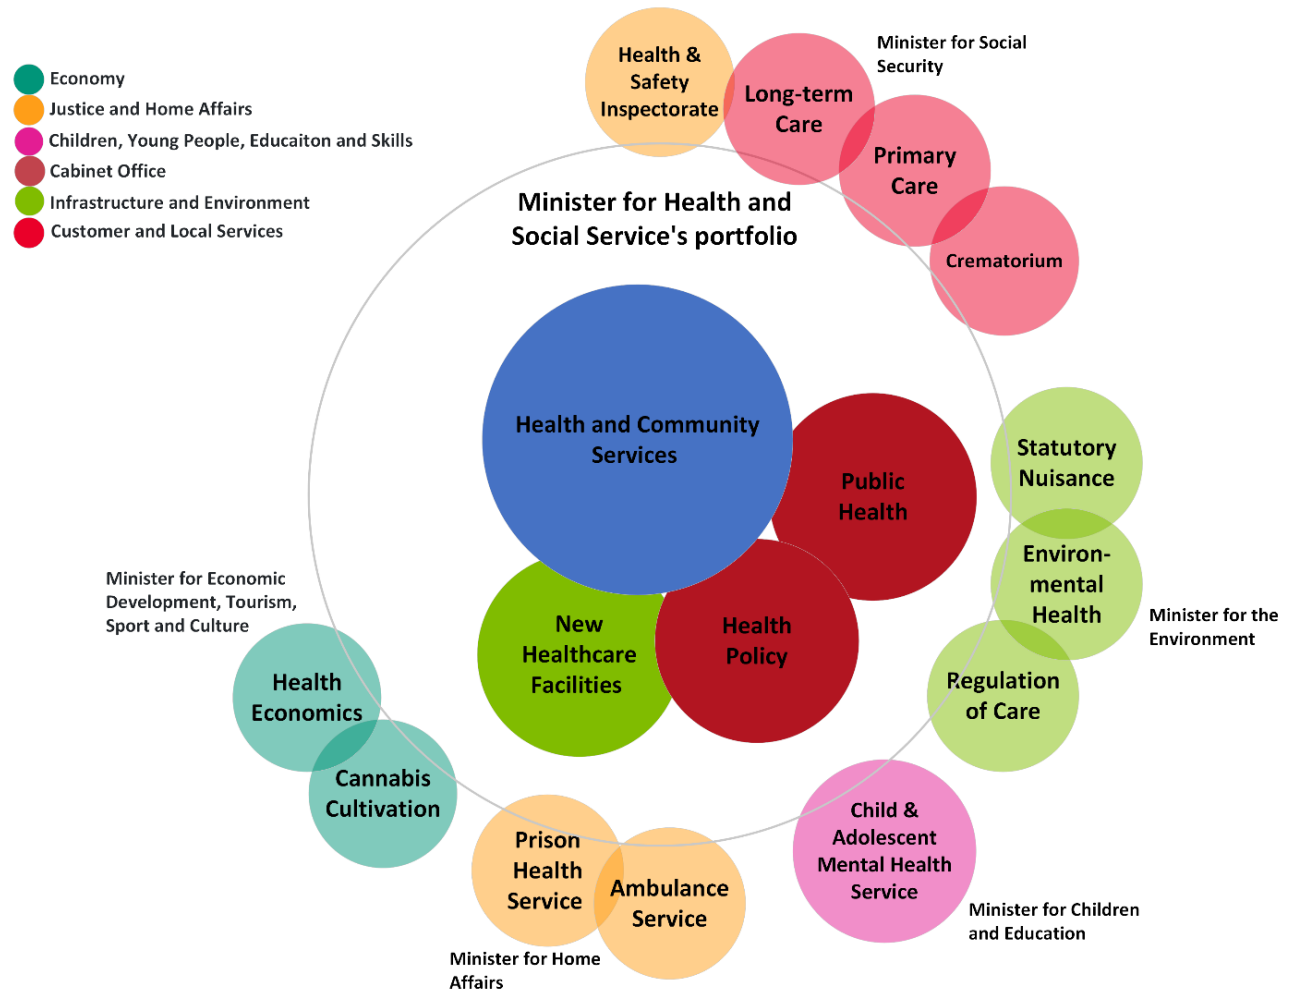 Economy
Justice and Home Affairs
Children, Young People, Educaiton and Skills
Cabinet Office
Infrastructure and Environment
Customer and Local Services
Health &
Safety
Inspectorate
Long-term
Care
Minister for Social
Security
Primary
Care
Crematorium
Minister for Health and
Social Service's portfolio
Health and Community
Services
Public
Health
Statutory
Nuisance
Environ-
mental
Health
Minister for the
Environment
Regulation
of Care
New
Healthcare
Facilities
Health
Policy
Minister for Economic
Development, Tourism,
Sport and Culture
Health
Economics
Cannabis
Cultivation
Prison
Health
Service
Ambulance
Service
Minister for Home
Affairs
Child &
Adolescent
Mental Health
Service
Minister for Children
and Education